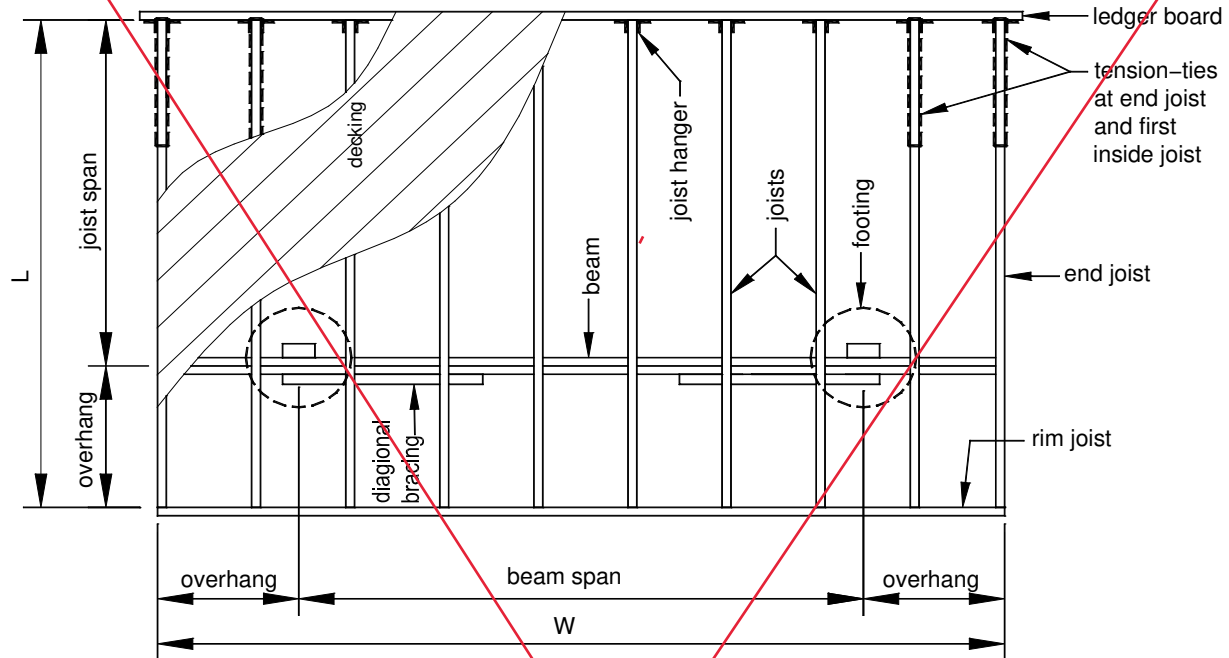 ledger board
tension-ties
at end joist
and first
inside joist
decking
joist hanger
joists
footing
joist span
L
beam
end joist
overhang
diagional
bracing
rim joist
overhang
beam span
overhang
W